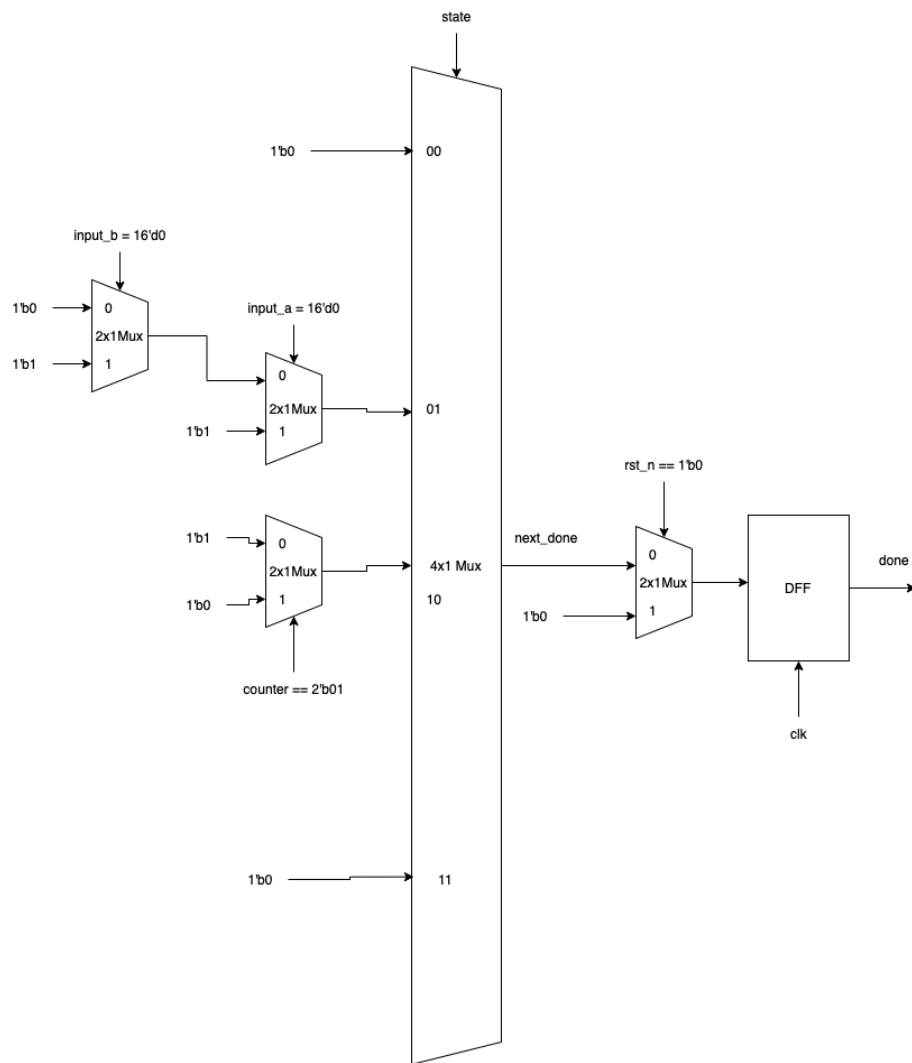 state
1'b0
00
input_b = 16'd0
1'b0
0
2x1Mux
1'b1
1
input_a = 16'd0
0
2x1Mux
1'b1
1
01
1'b1
0
2x1Mux
1'b0
1
counter == 2'b01
4x1 Mux
10
next_done
rst_n == 1'b0
0
2x1Mux
1'b0
1
DFF
done
clk
1'b0
11